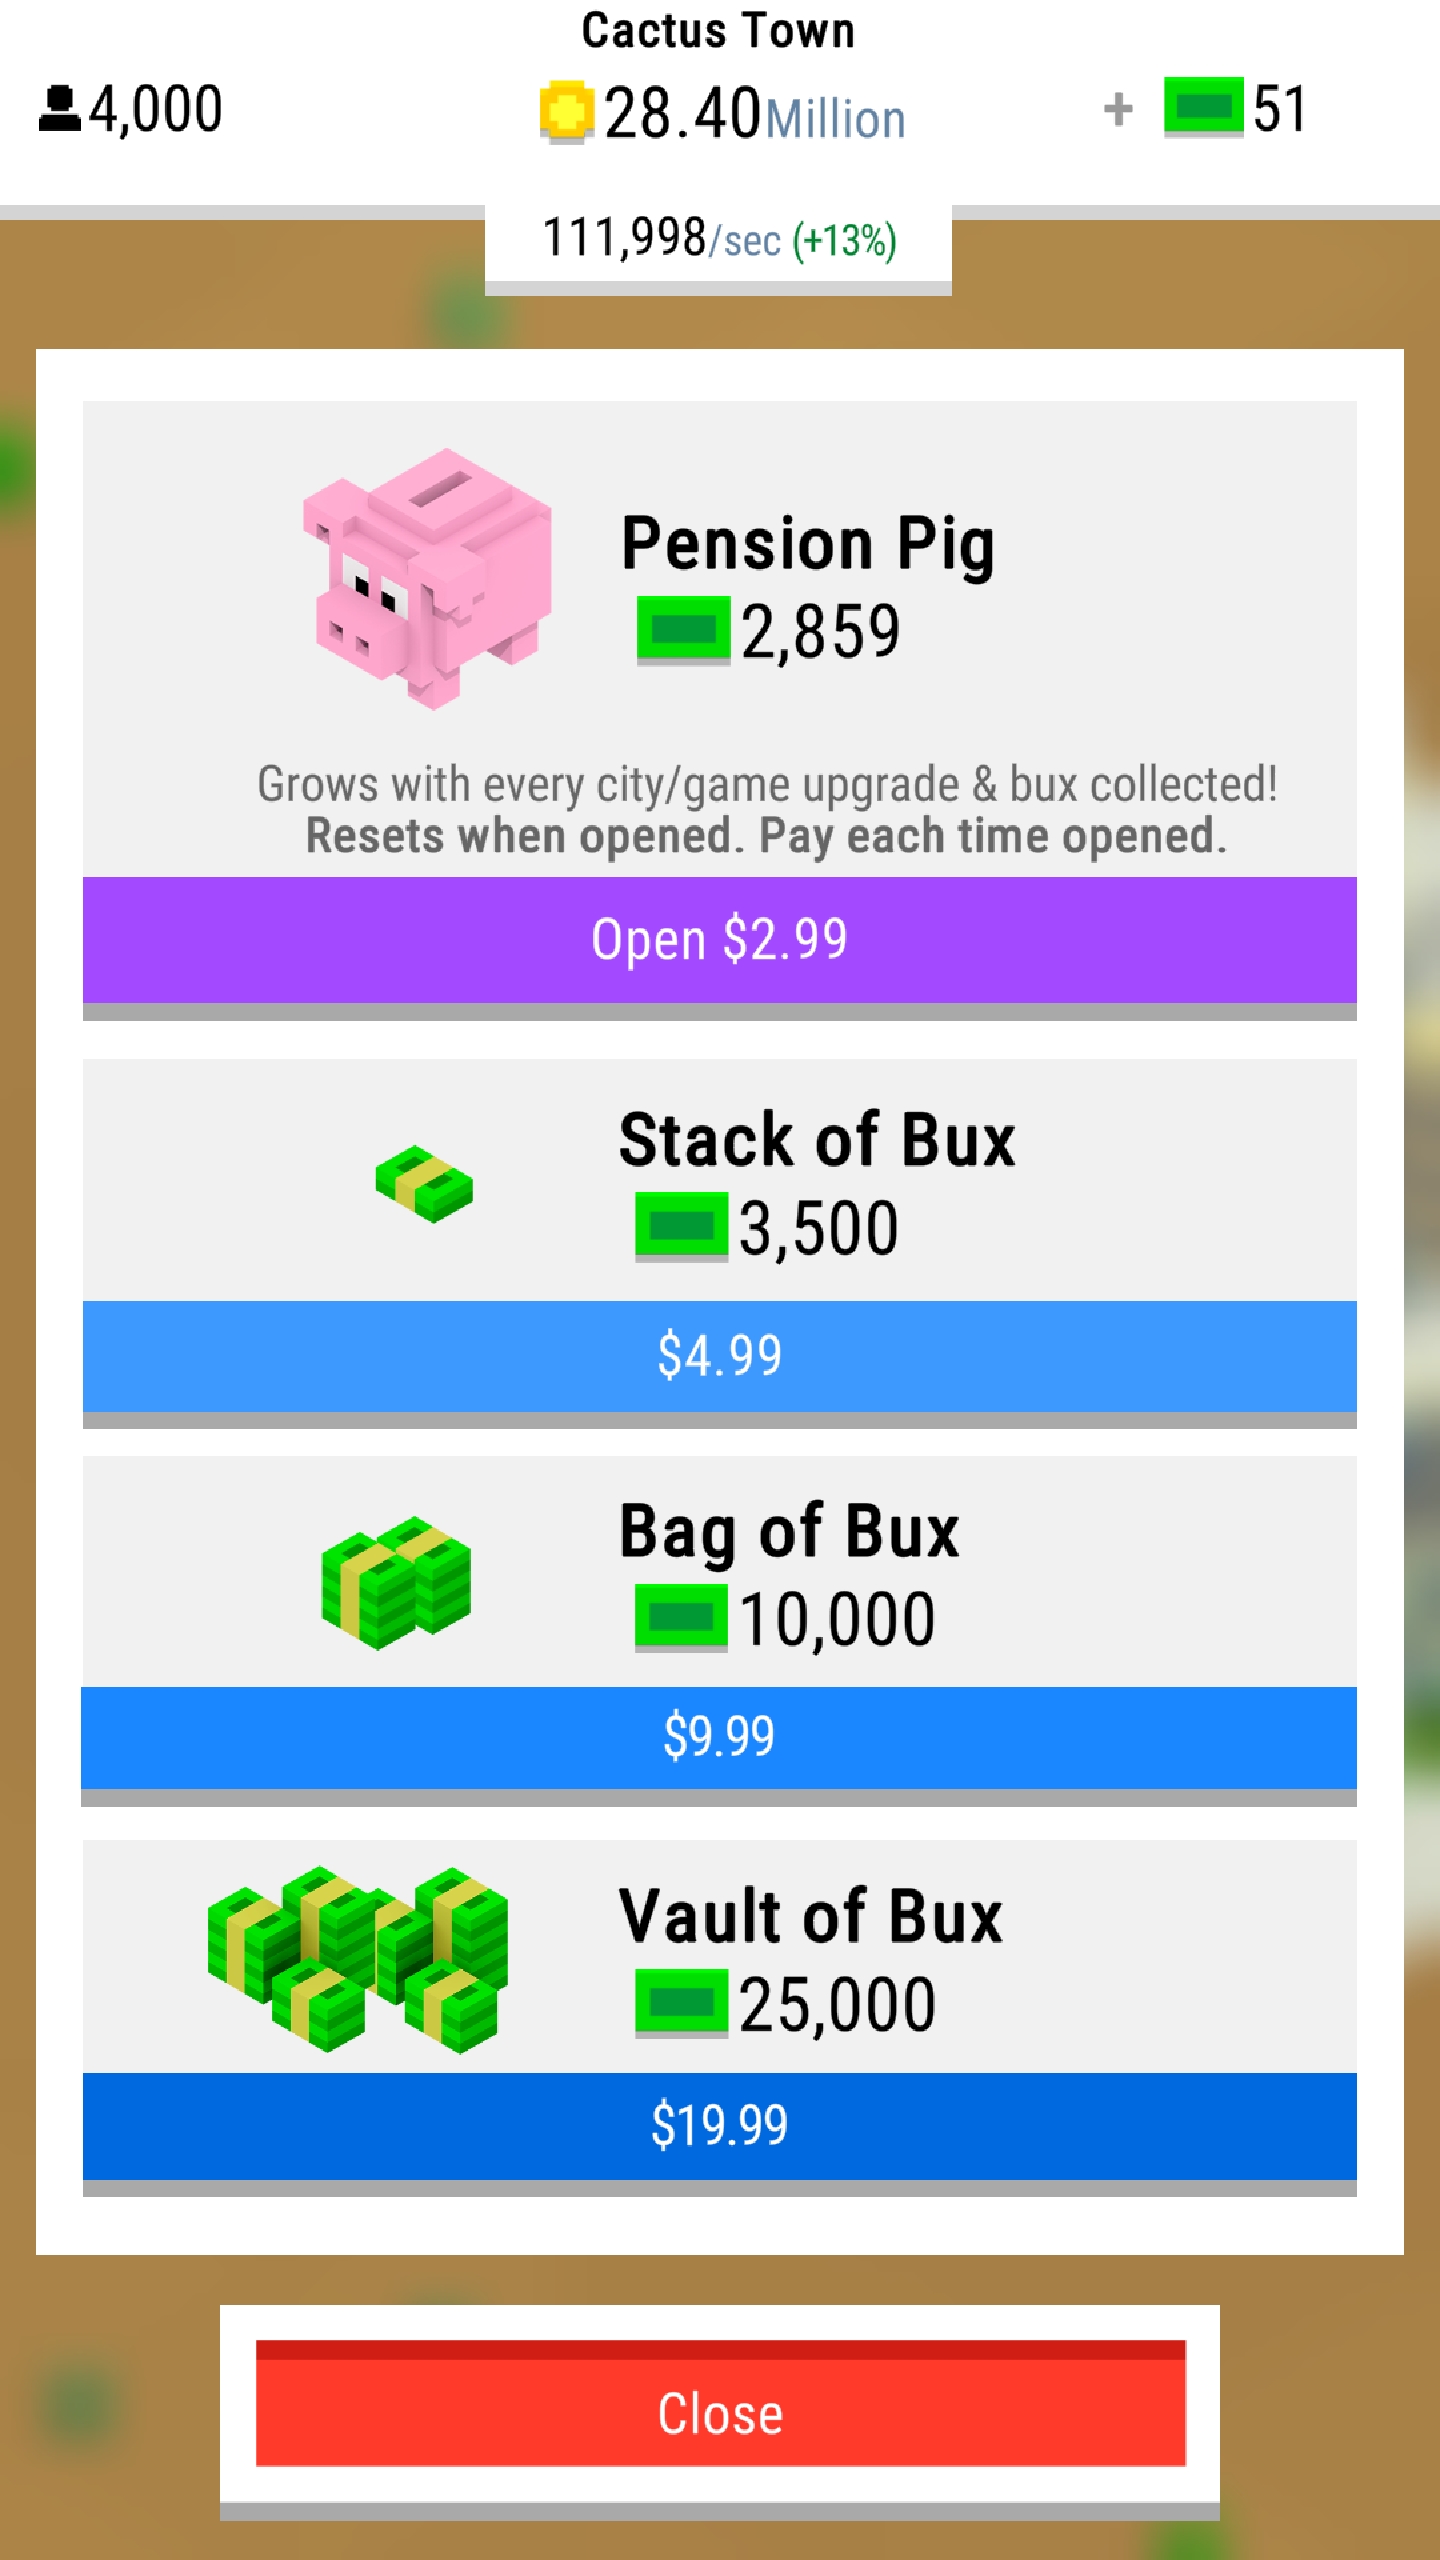 Cactus Town
4,000
28.40Million
+ 51
111,998/sec (+13%)
Pension Pig
2,859
Grows with every city/game upgrade & bux collected!
Resets when opened. Pay each time opened.
Open $2.99
Stack of Bux
3,500
$4.99
Bag of Bux
10,000
$9.99
Vault of Bux
25,000
$19.99
Close